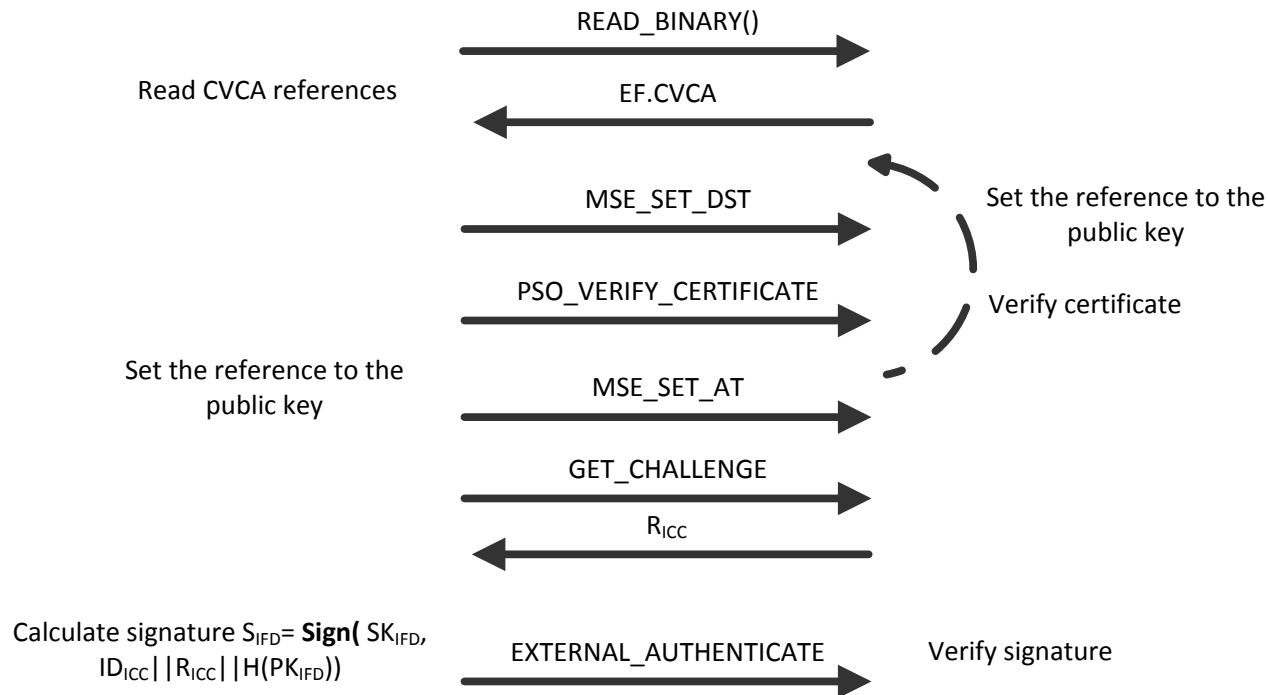 READ_BINARY()
Read CVCA references
EF.CVCA
MSE_SET_DST
Set the reference to the
public key
PSO_VERIFY_CERTIFICATE
Verify certificate
Set the reference to the
public key
MSE_SET_AT
GET_CHALLENGE
R_ICC
Calculate signature S_IFD= Sign( SK_IFD,
ID_ICC||R_ICC||H(PK_IFD))
EXTERNAL_AUTHENTICATE
Verify signature